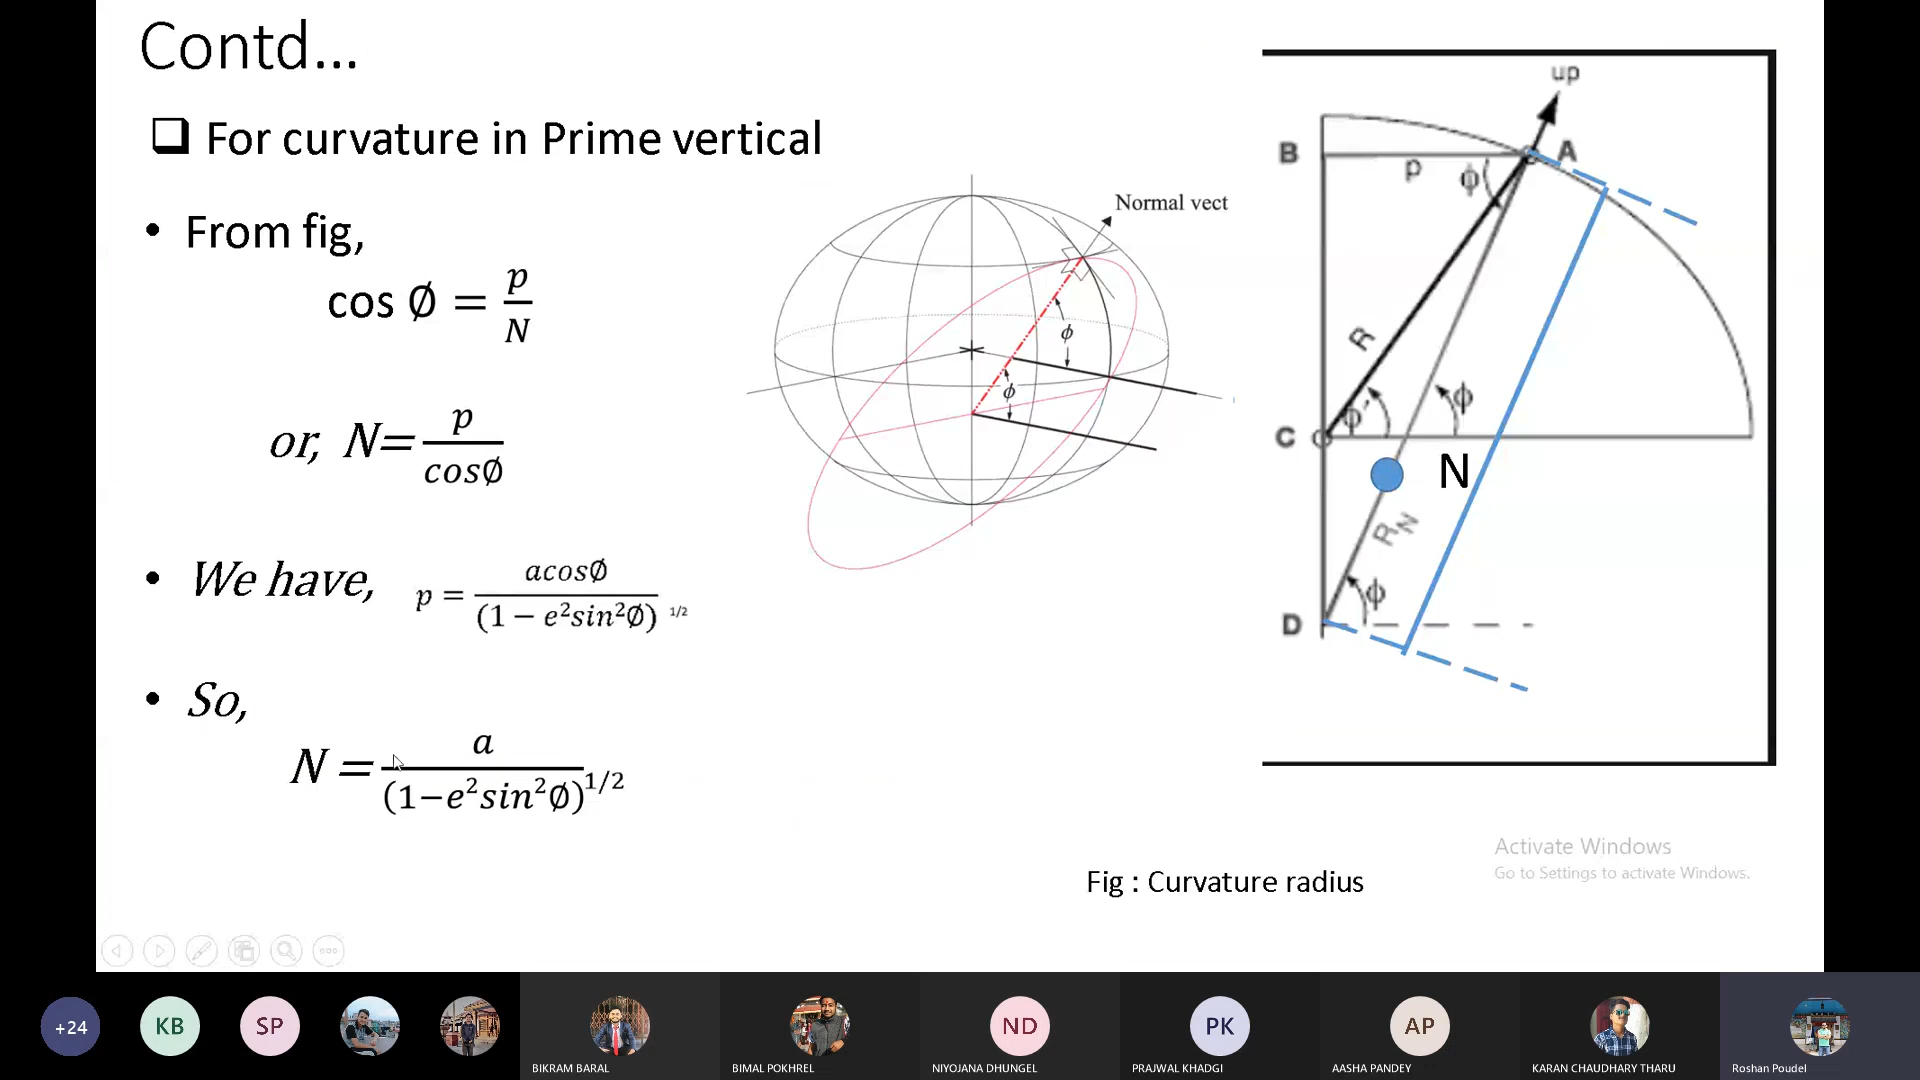 Contd...
❑ For curvature in Prime vertical
• From fig,
cos ∅ = p/N
or, N= p/cos∅
• We have, p = acos∅/(1 − e²sin²∅) 1/2
• So,
N = a/(1−e²sin²∅)^1/2
Normal vect
ϕ
ϕ
up
B
A
p
ϕ
R
C
ϕ'
ϕ
N
R_N
ϕ
D
Fig : Curvature radius
Activate Windows
Go to Settings to activate Windows.
+24
KB
SP
ND
PK
AP
BIKRAM BARAL
BIMAL POKHREL
NIYOJANA DHUNGEL
PRAJWAL KHADGI
AASHA PANDEY
KARAN CHAUDHARY THARU
Roshan Poudel